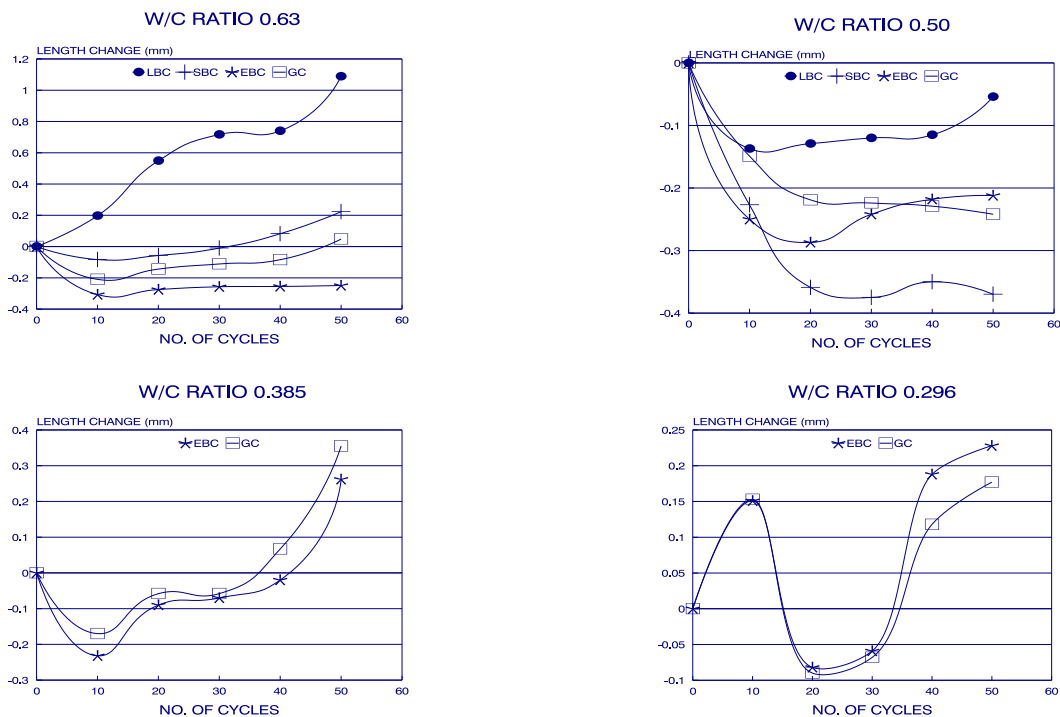 W/C RATIO 0.63
LENGTH CHANGE (mm)
1.2
1
0.8
0.6
0.4
0.2
0
-0.2
-0.4
LBC SBC EBC GC
0 10 20 30 40 50 60
NO. OF CYCLES
W/C RATIO 0.50
LENGTH CHANGE (mm)
0
-0.1
-0.2
-0.3
-0.4
LBC SBC EBC GC
0 10 20 30 40 50 60
NO. OF CYCLES
W/C RATIO 0.385
LENGTH CHANGE (mm)
0.4
0.3
0.2
0.1
0
-0.1
-0.2
-0.3
EBC GC
0 10 20 30 40 50 60
NO. OF CYCLES
W/C RATIO 0.296
LENGTH CHANGE (mm)
0.25
0.2
0.15
0.1
0.05
0
-0.05
-0.1
EBC GC
0 10 20 30 40 50 60
NO. OF CYCLES